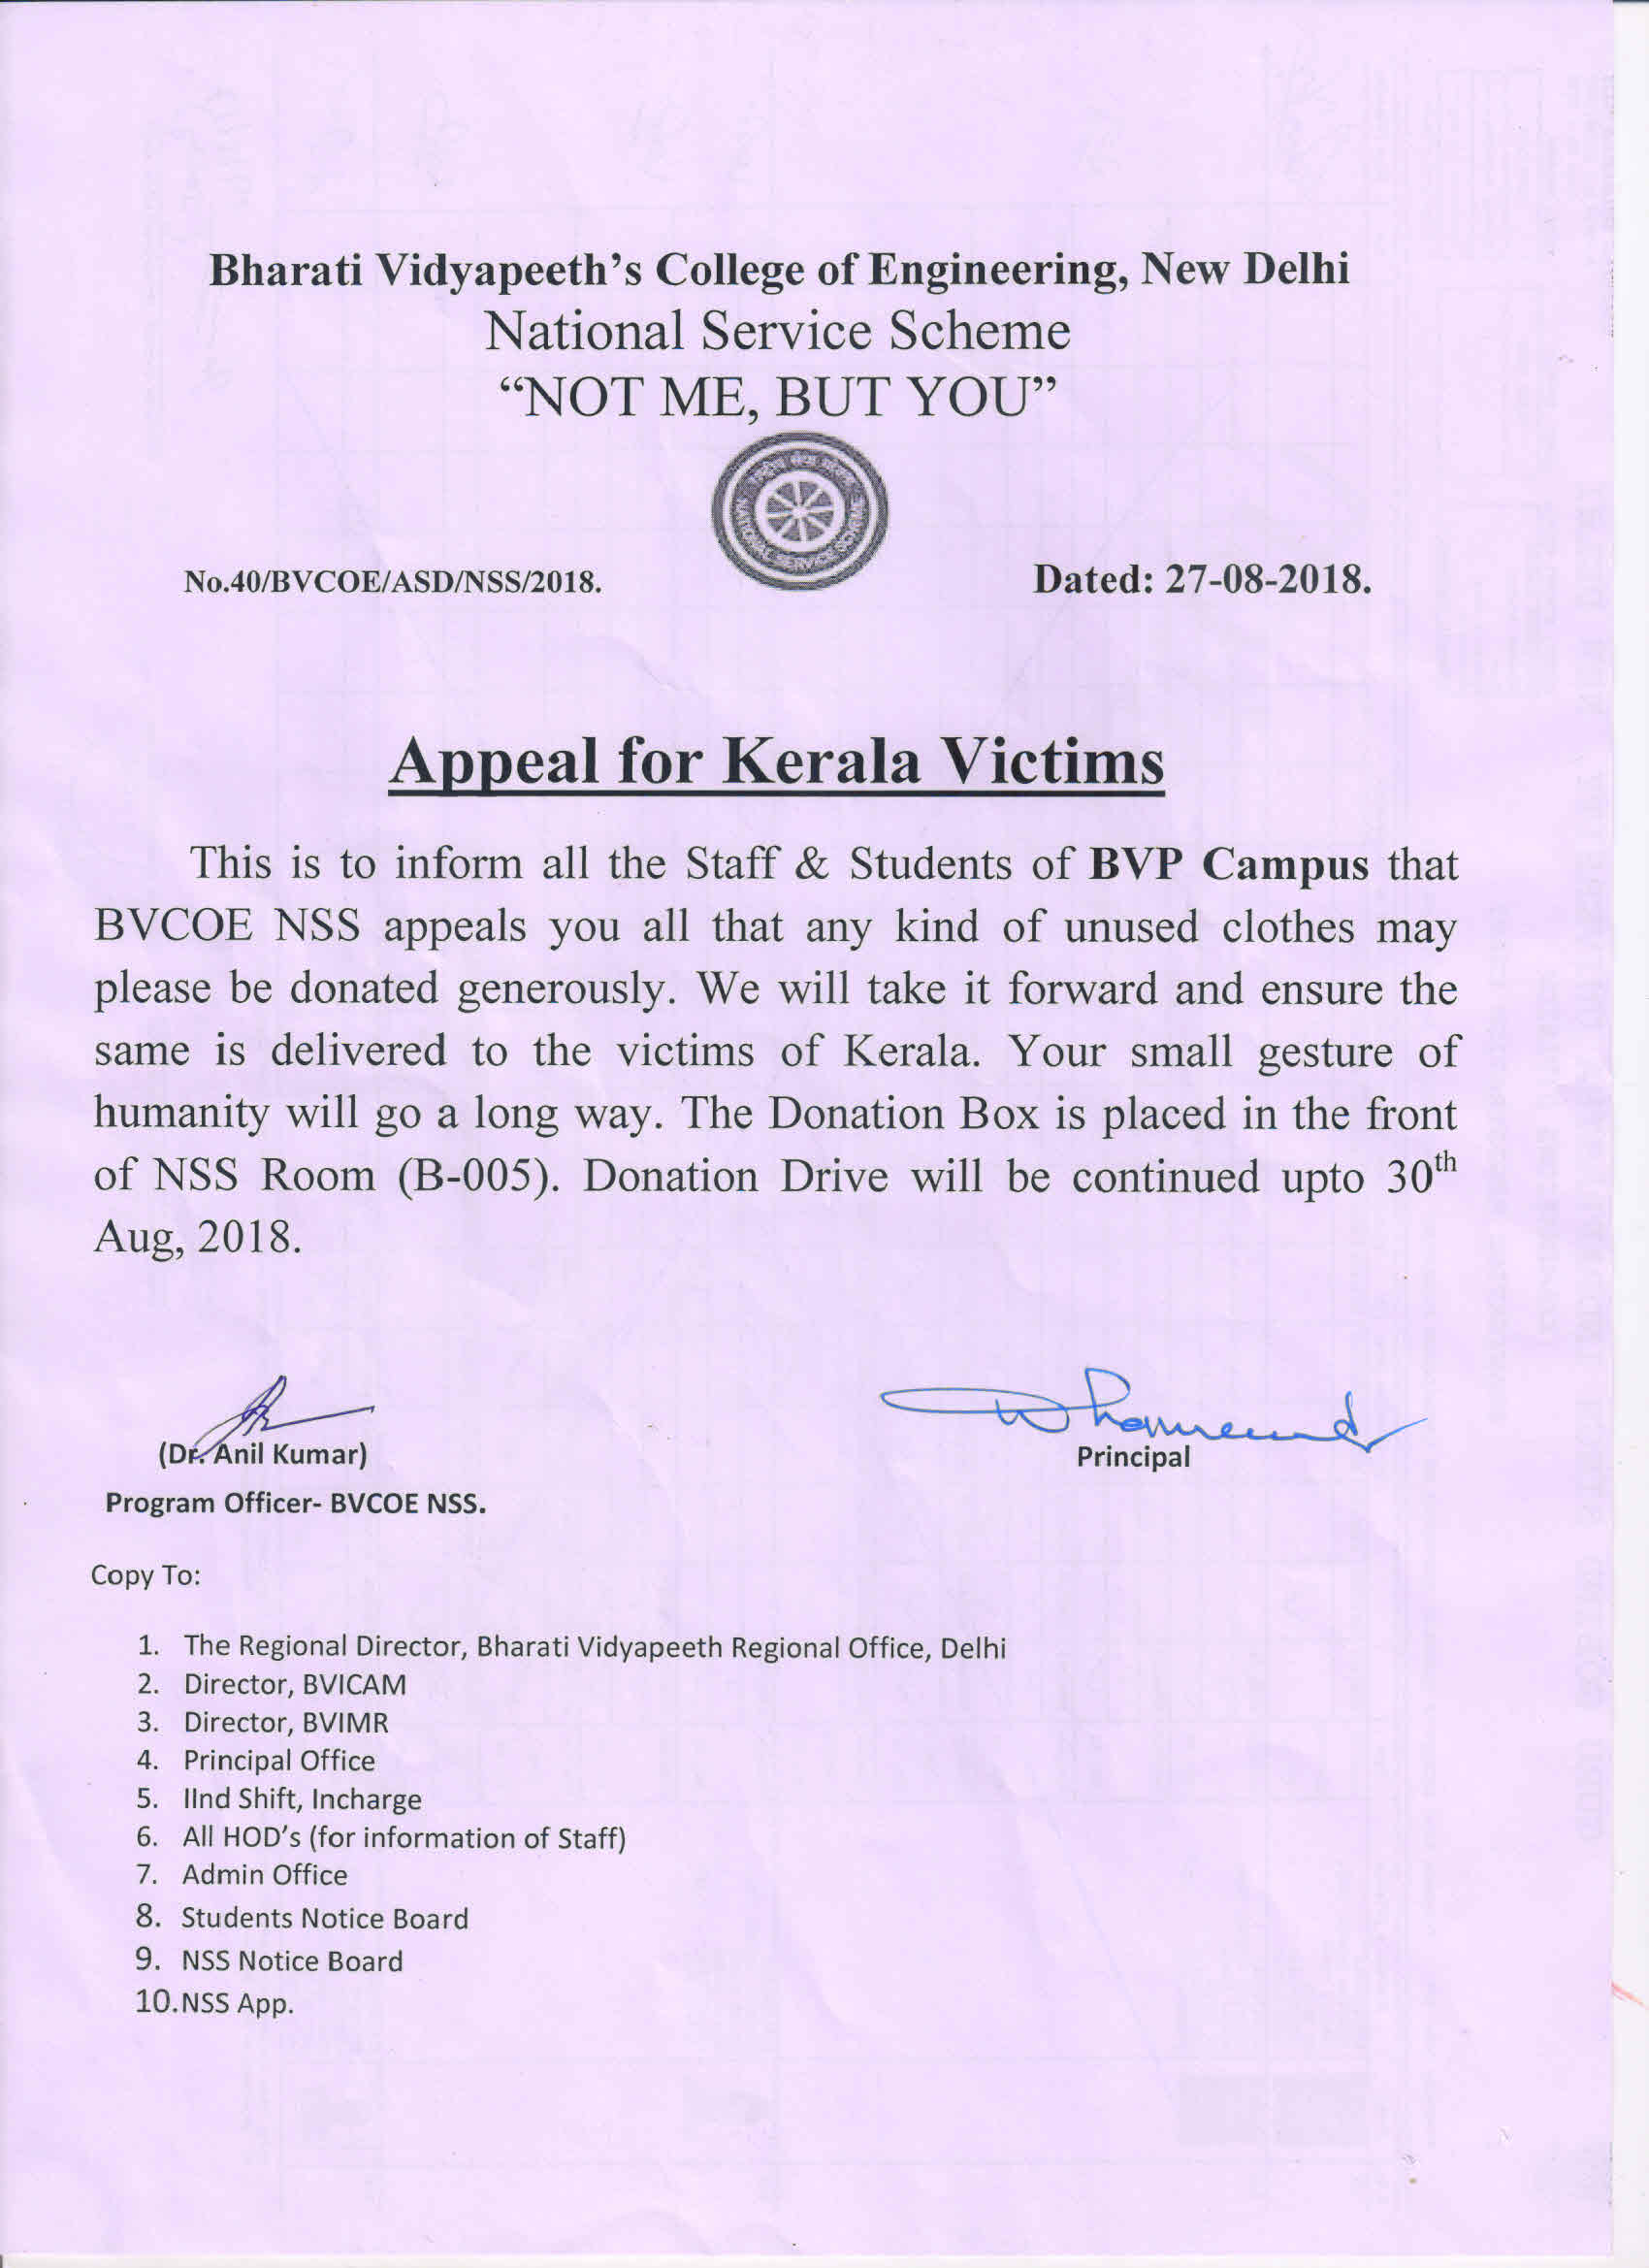 Bharati Vidyapeeth's College of Engineering, New Delhi
National Service Scheme
“NOT ME, BUT YOU”
NATIONAL SERVICE SCHEME
No.40/BVCOE/ASD/NSS/2018.
Dated: 27-08-2018.
Appeal for Kerala Victims
This is to inform all the Staff & Students of BVP Campus that
BVCOE NSS appeals you all that any kind of unused clothes may
please be donated generously. We will take it forward and ensure the
same is delivered to the victims of Kerala. Your small gesture of
humanity will go a long way. The Donation Box is placed in the front
of NSS Room (B-005). Donation Drive will be continued upto 30th
Aug, 2018.
(Dr. Anil Kumar)
Principal
Program Officer- BVCOE NSS.
Copy To:
1. The Regional Director, Bharati Vidyapeeth Regional Office, Delhi
2. Director, BVICAM
3. Director, BVIMR
4. Principal Office
5. IInd Shift, Incharge
6. All HOD's (for information of Staff)
7. Admin Office
8. Students Notice Board
9. NSS Notice Board
10.NSS App.